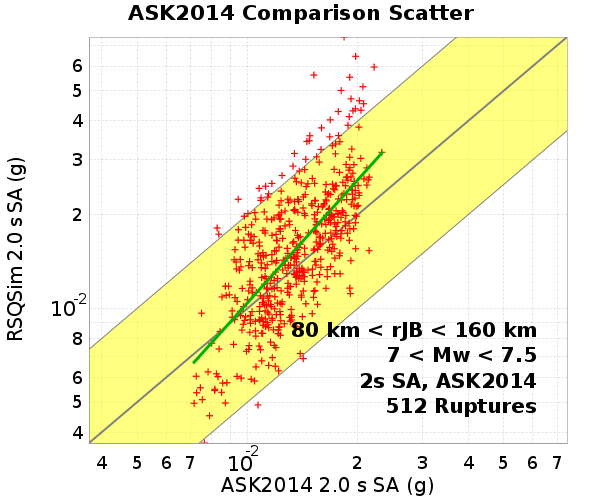 ASK2014 Comparison Scatter
RSQSim 2.0 s SA (g)
6
5
4
3
2
10-2
8
6
5
4
80 km < rJB < 160 km
7 < Mw < 7.5
2s SA, ASK2014
512 Ruptures
4 5 6 7 10-2 2 3 4 5 6 7
ASK2014 2.0 s SA (g)